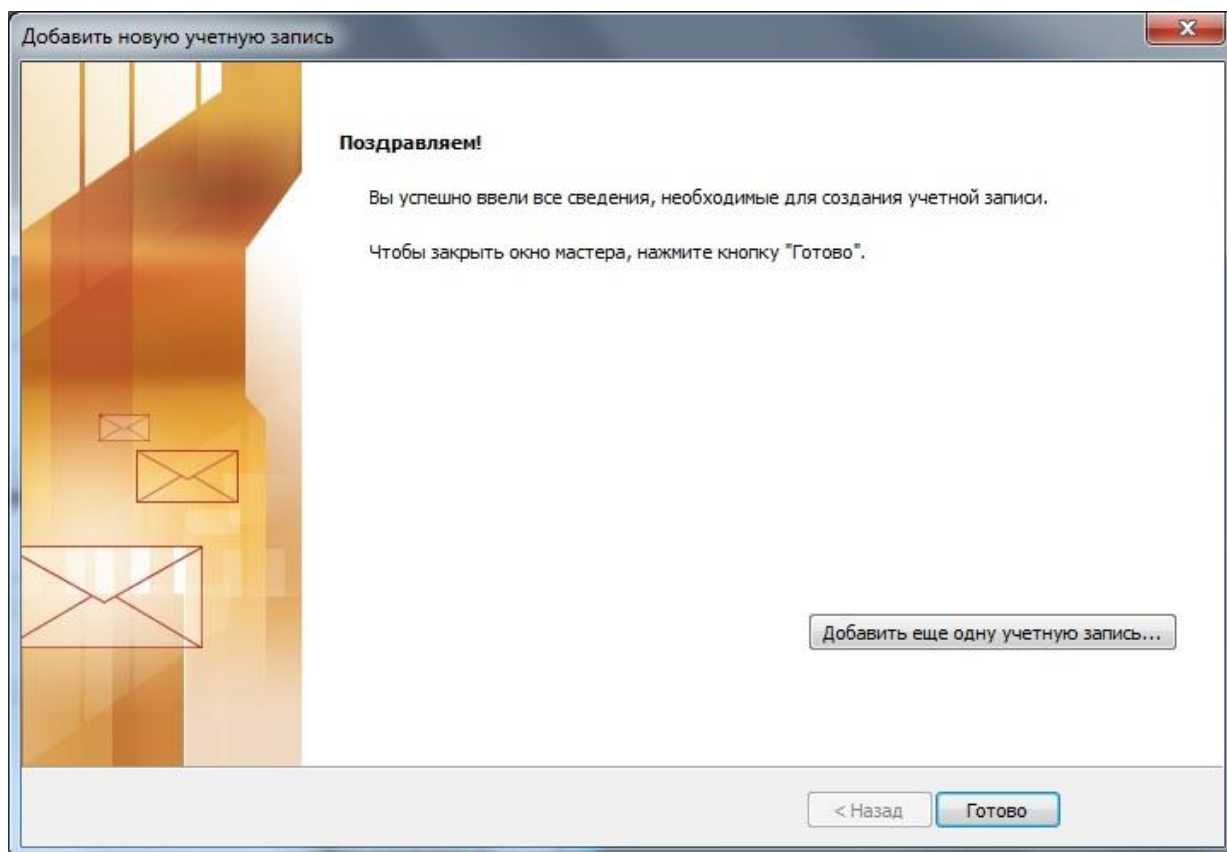 Добавить новую учетную запись
Поздравляем!
Вы успешно ввели все сведения, необходимые для создания учетной записи.
Чтобы закрыть окно мастера, нажмите кнопку "Готово".
Добавить еще одну учетную запись...
< Назад
Готово